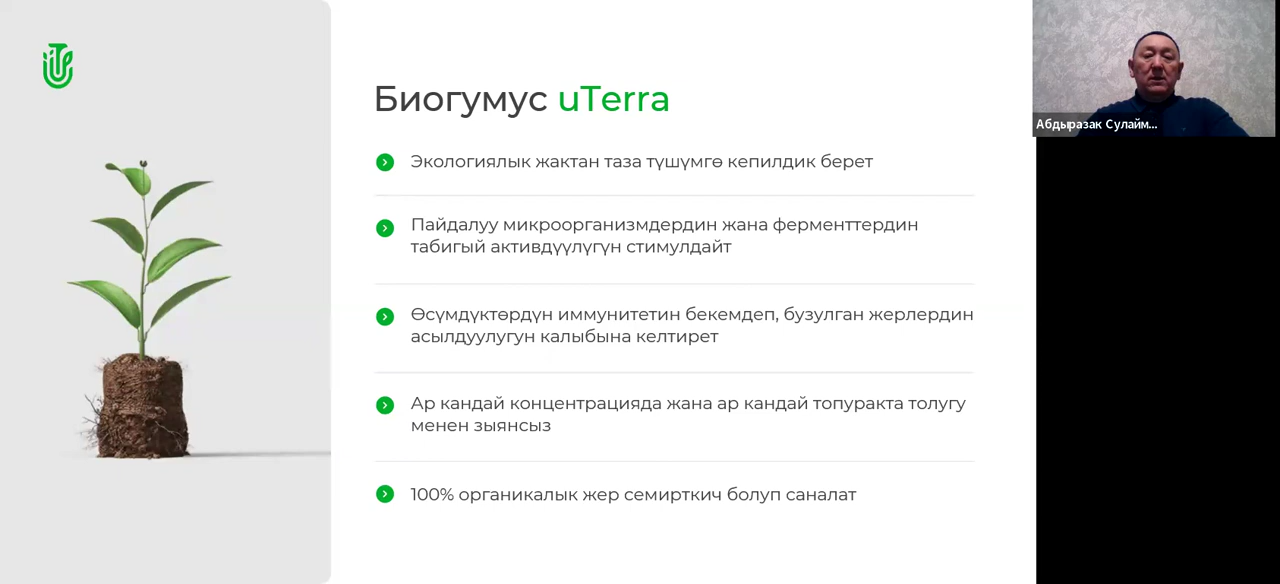 Биогумус uTerra
Экологиялык жактан таза түшүмгө кепилдик берет
Пайдалуу микроорганизмдердин жана ферменттердин
табигый активдүүлүгүн стимулдайт
Өсүмдүктөрдүн иммунитетин бекемдеп, бузулган жерлердин
асылдуулугун калыбына келтирет
Ар кандай концентрацияда жана ар кандай топуракта толугу
менен зыянсыз
100% органикалык жер семирткич болуп саналат
Абдыразак Сулайм...